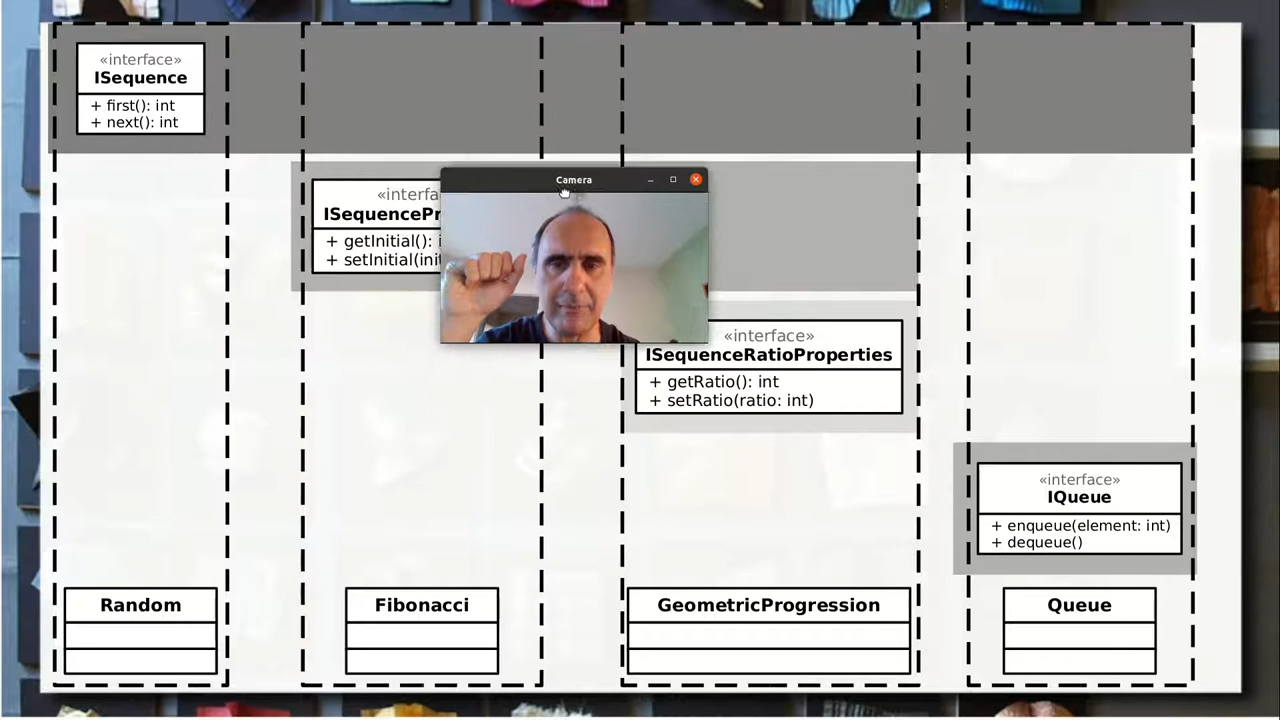 «interface»
ISequence
+ first(): int
+ next(): int
Camera
+ getInitial():
«interface»
ISequenceRatioProperties
+ getRatio(): int
+ setRatio(ratio: int)
«interface»
IQueue
+ enqueue(element: int)
+ dequeue()
Random
Fibonacci
GeometricProgression
Queue